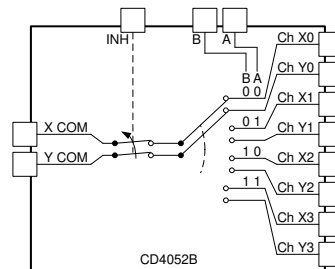 INH
B
A
Ch X0
B A
0 0
Ch Y0
Ch X1
0 1
X COM
Ch Y1
Y COM
1 0
Ch X2
Ch Y2
1 1
Ch X3
CD4052B
Ch Y3